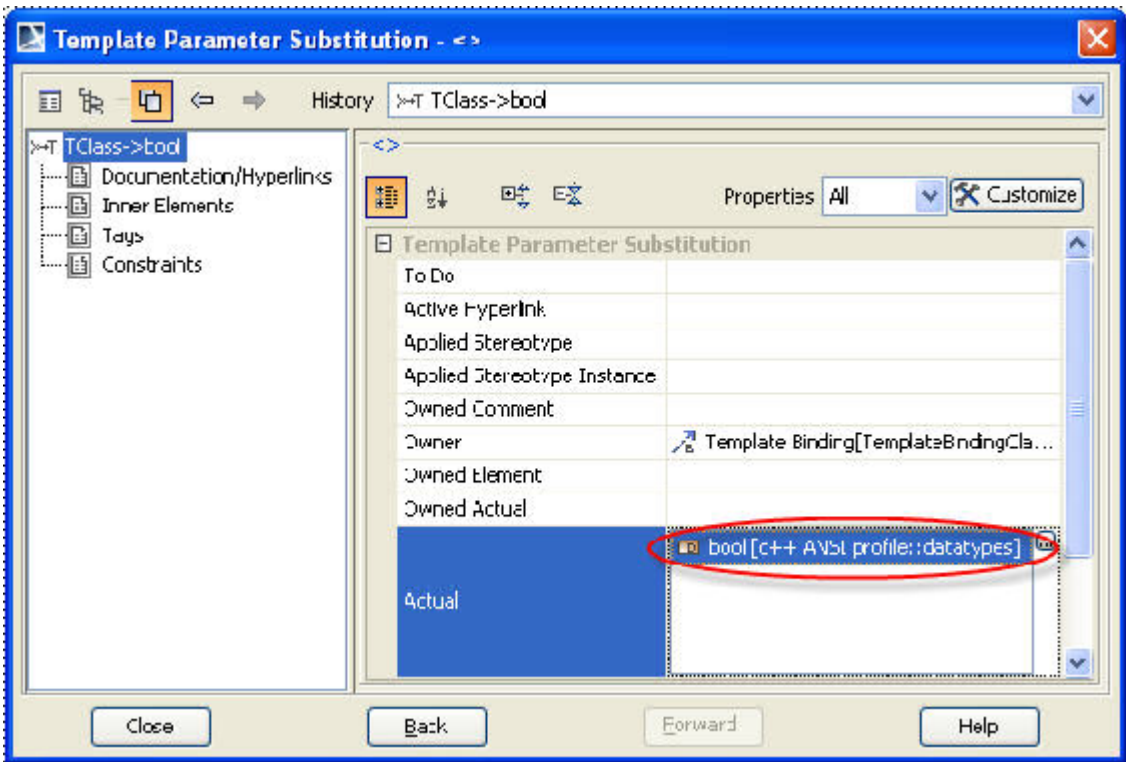 Template Parameter Substitution - <>
History TClass->bool
TClass->bool
Documentation/Hyperlinks
Inner Elements
Tags
Constraints
<>
Properties All Customize
Template Parameter Substitution
To Do
Active Hyperlink
Applied Stereotype
Applied Stereotype Instance
Owned Comment
Owner Template Binding[TemplateBindingCla...
Owned Element
Owned Actual
Actual bool [c++ ANSI profile::datatypes] ...
Close Back Forward Help